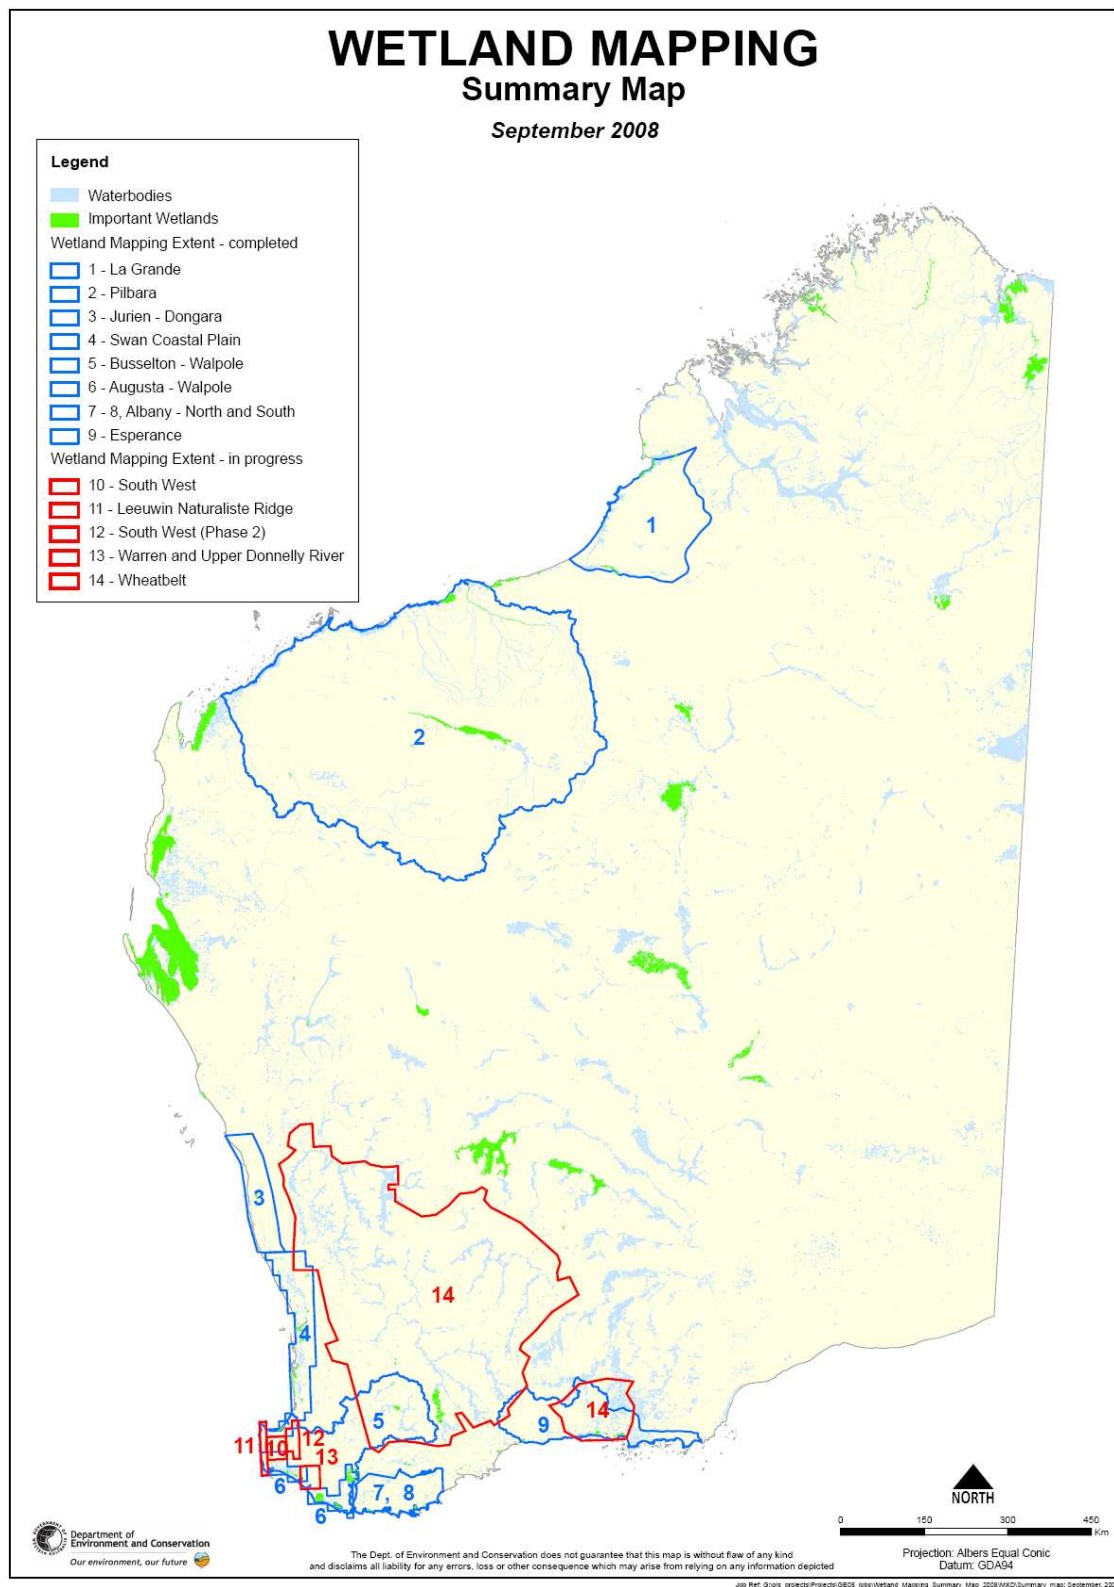 WETLAND MAPPING
Summary Map
September 2008
Legend
Waterbodies
Important Wetlands
Wetland Mapping Extent - completed
1 - La Grande
2 - Pilbara
3 - Jurien - Dongara
4 - Swan Coastal Plain
5 - Busselton - Walpole
6 - Augusta - Walpole
7 - 8, Albany - North and South
9 - Esperance
Wetland Mapping Extent - in progress
10 - South West
11 - Leeuwin Naturaliste Ridge
12 - South West (Phase 2)
13 - Warren and Upper Donnelly River
14 - Wheatbelt
1
2
3
14
4
5
9
14
11
10
12
13
6
7, 8
6
NORTH
0 150 300 450
Km
Projection: Albers Equal Conic
Datum: GDA94
Department of
Environment and Conservation
Our environment, our future
The Dept. of Environment and Conservation does not guarantee that this map is without flaw of any kind
and disclaims all liability for any errors, loss or other consequence which may arise from relying on any information depicted